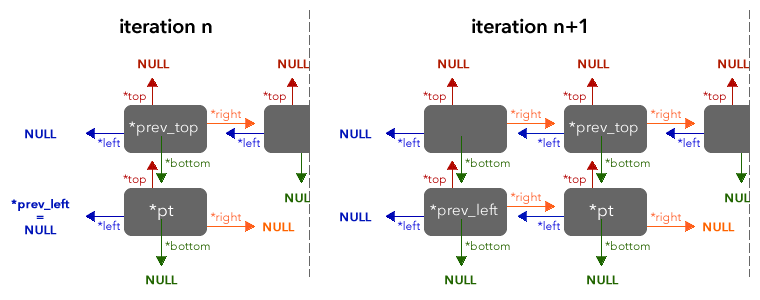 iteration n
iteration n+1
NULL
NULL
NULL
NULL
NULL
*top
*top
*top
*top
*top
*prev_top
*right
*right
*prev_top
*right
NULL
*left
*left
NULL
*left
*left
*left
*bottom
*bottom
*bottom
*top
*top
*top
NULL
NULL
*prev_left
=
NULL
*pt
*right
NULL
*left
*bottom
NULL
NULL
*left
*prev_left
*right
*left
*pt
*right
NULL
*bottom
*bottom
NULL
NULL